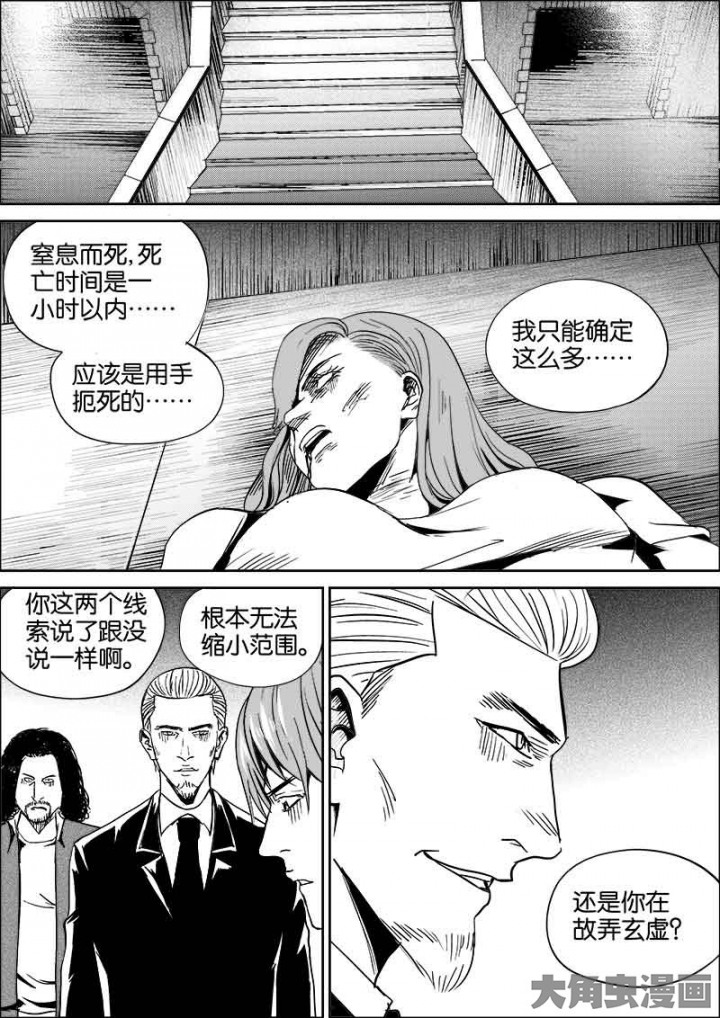 窒息而死,死
亡时间是一
小时以内……
应该是用手
扼死的……
我只能确定
这么多……
你这两个线
索说了跟没
说一样啊。
根本无法
缩小范围。
还是你在
故弄玄虚?
大角虫漫画